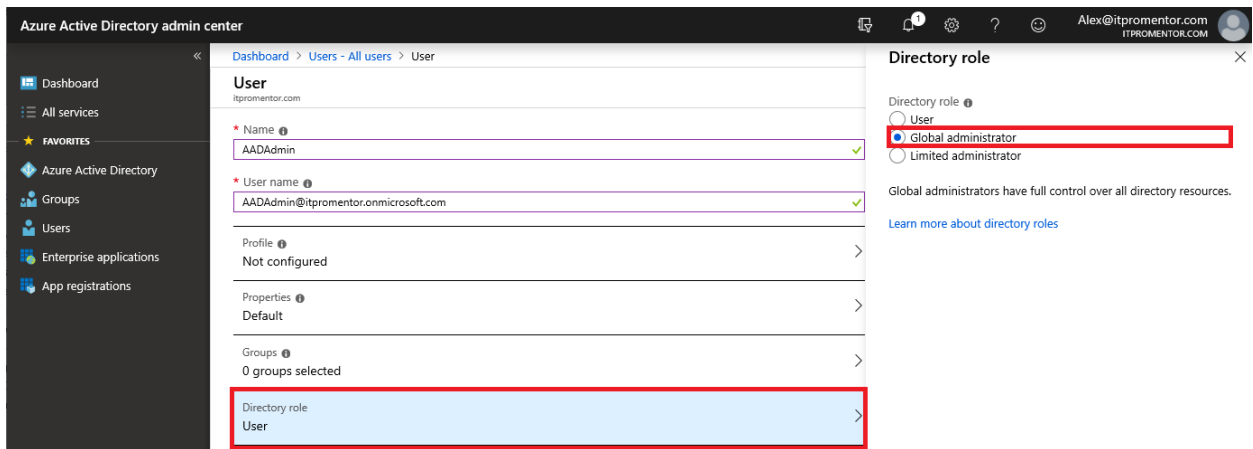 Azure Active Directory admin center
1
Alex@itpromentor.com
ITPROMENTOR.COM
«
Dashboard
All services
FAVORITES
Azure Active Directory
Groups
Users
Enterprise applications
App registrations
Dashboard > Users - All users > User
User
itpromentor.com
* Name
AADAdmin
* User name
AADAdmin@itpromentor.onmicrosoft.com
Profile
Not configured
Properties
Default
Groups
0 groups selected
Directory role
User
Directory role
Directory role
User
Global administrator
Limited administrator
Global administrators have full control over all directory resources.
Learn more about directory roles